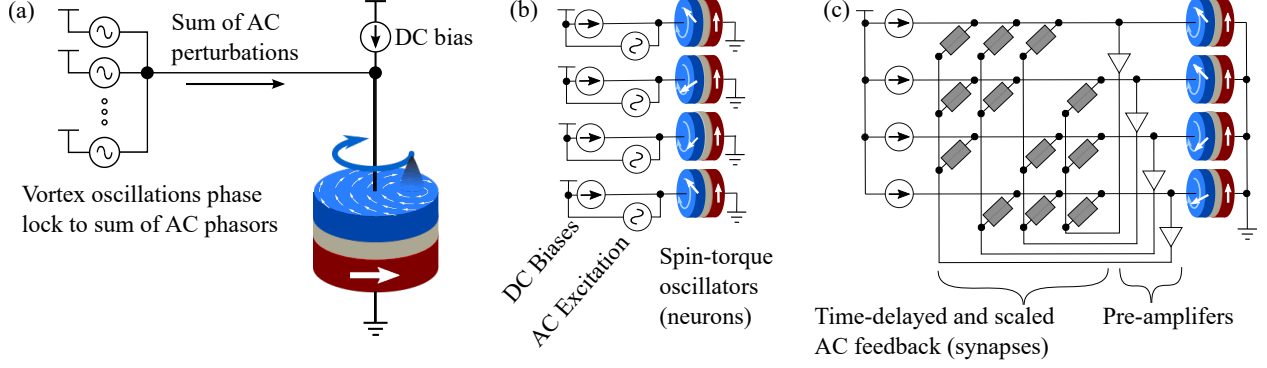 (a)
Sum of AC
perturbations
DC bias
Vortex oscillations phase
lock to sum of AC phasors
(b)
DC Biases
AC Excitation
Spin-torque
oscillators
(neurons)
(c)
Time-delayed and scaled
AC feedback (synapses)
Pre-amplifers